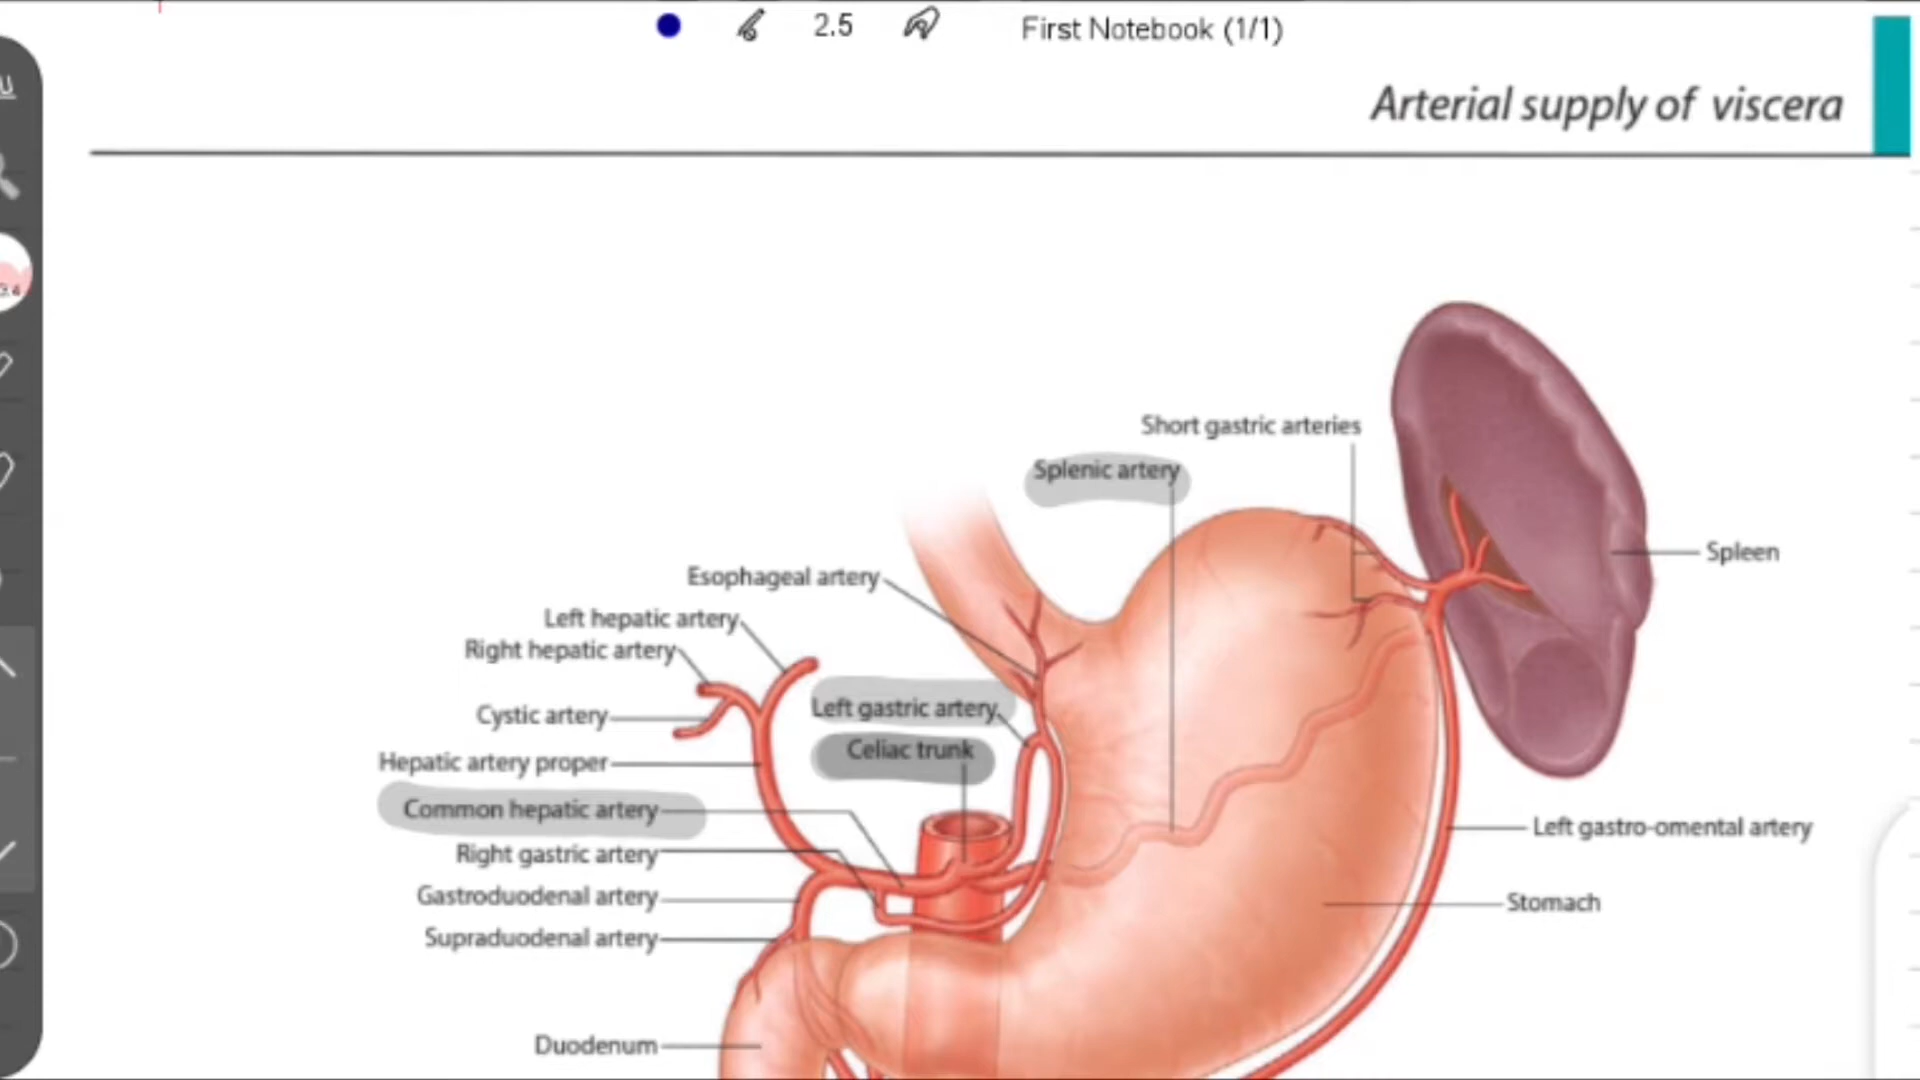 2.5
First Notebook (1/1)
Arterial supply of viscera
Short gastric arteries
Splenic artery
Spleen
Esophageal artery
Left hepatic artery
Right hepatic artery
Left gastric artery
Cystic artery
Celiac trunk
Hepatic artery proper
Common hepatic artery
Left gastro-omental artery
Right gastric artery
Gastroduodenal artery
Stomach
Supraduodenal artery
Duodenum